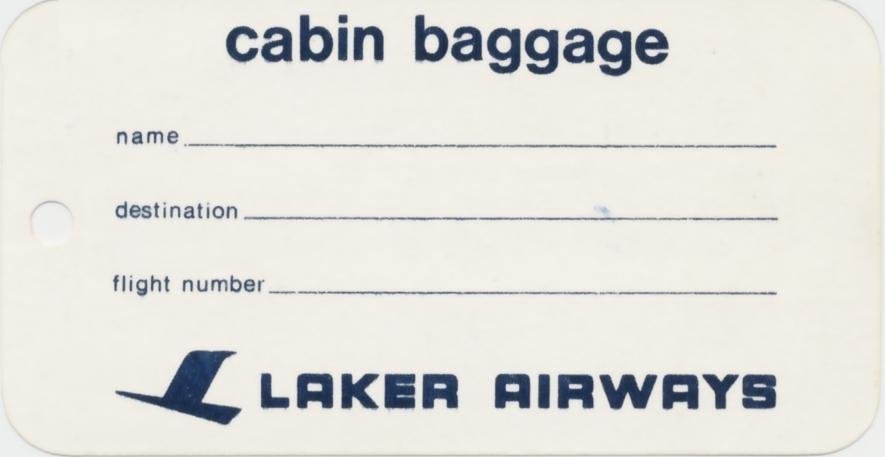 cabin baggage
name
destination
flight number
LAKER AIRWAYS